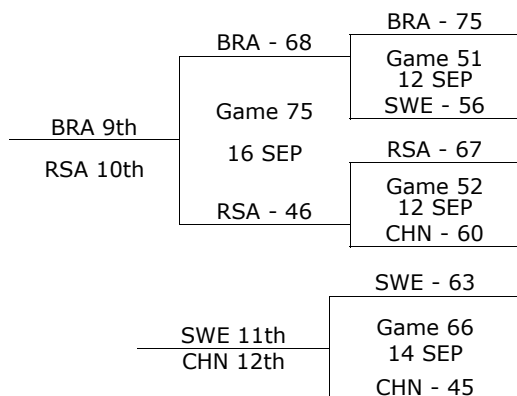 BRA - 75
BRA - 68
Game 51
12 SEP
SWE - 56
Game 75
BRA 9th
16 SEP
RSA 10th
RSA - 67
Game 52
12 SEP
RSA - 46
CHN - 60
SWE - 63
SWE 11th
Game 66
CHN 12th
14 SEP
CHN - 45